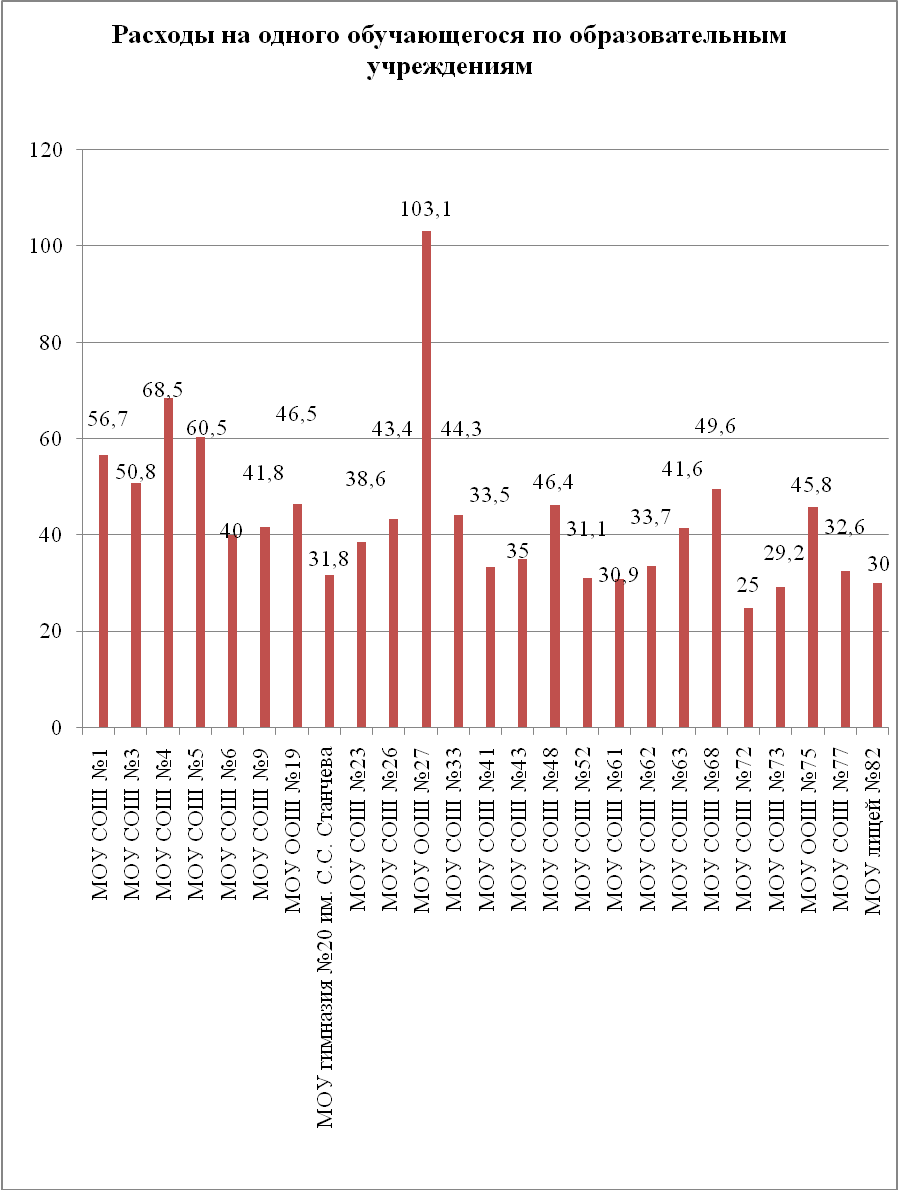 Расходы на одного обучающегося по образовательным
учреждениям
120
100
80
60
40
20
0
56,7
50,8
68,5
60,5
40
41,8
46,5
31,8
38,6
43,4
103,1
44,3
33,5
35
46,4
31,1
30,9
33,7
41,6
49,6
25
29,2
45,8
32,6
30
МОУ СОШ №1
МОУ СОШ №3
МОУ СОШ №4
МОУ СОШ №5
МОУ СОШ №6
МОУ СОШ №9
МОУ ООШ №19
МОУ гимназия №20 им. С.С. Станчева
МОУ СОШ №23
МОУ СОШ №26
МОУ ООШ №27
МОУ СОШ №33
МОУ СОШ №41
МОУ СОШ №43
МОУ СОШ №48
МОУ СОШ №52
МОУ СОШ №61
МОУ СОШ №62
МОУ СОШ №63
МОУ СОШ №68
МОУ СОШ №72
МОУ СОШ №73
МОУ ООШ №75
МОУ СОШ №77
МОУ лицей №82